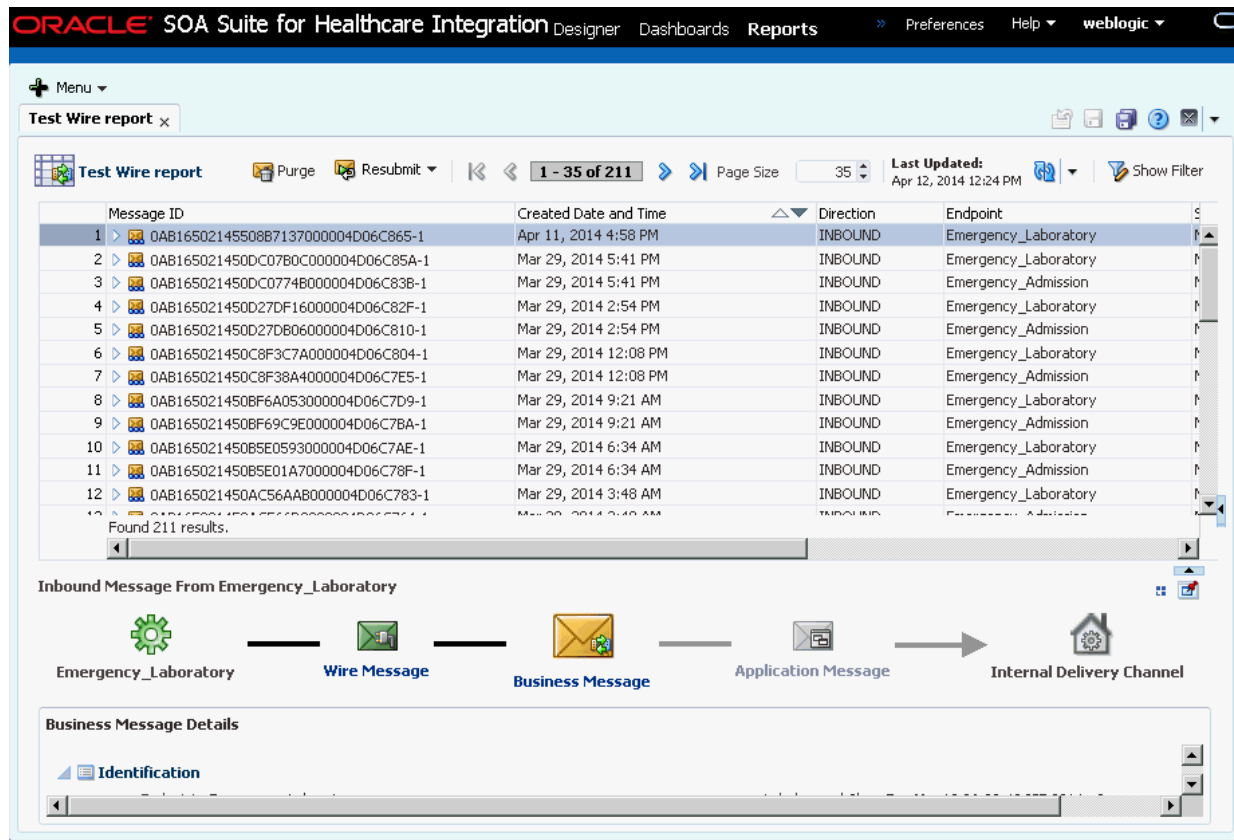 ORACLE SOA Suite for Healthcare Integration Designer Dashboards Reports » Preferences Help weblogic
Menu
Test Wire report x
Test Wire report Purge Resubmit 1 - 35 of 211 Page Size 35 Last Updated: Apr 12, 2014 12:24 PM Show Filter
Message ID Created Date and Time Direction Endpoint
1 0AB16502145508B7137000004D06C865-1 Apr 11, 2014 4:58 PM INBOUND Emergency_Laboratory
2 0AB165021450DC07B0C000004D06C85A-1 Mar 29, 2014 5:41 PM INBOUND Emergency_Laboratory
3 0AB165021450DC0774B000004D06C83B-1 Mar 29, 2014 5:41 PM INBOUND Emergency_Admission
4 0AB165021450D27DF16000004D06C82F-1 Mar 29, 2014 2:54 PM INBOUND Emergency_Laboratory
5 0AB165021450D27DB06000004D06C810-1 Mar 29, 2014 2:54 PM INBOUND Emergency_Admission
6 0AB165021450C8F3C7A000004D06C804-1 Mar 29, 2014 12:08 PM INBOUND Emergency_Laboratory
7 0AB165021450C8F38A4000004D06C7E5-1 Mar 29, 2014 12:08 PM INBOUND Emergency_Admission
8 0AB165021450BF6A053000004D06C7D9-1 Mar 29, 2014 9:21 AM INBOUND Emergency_Laboratory
9 0AB165021450BF69C9E000004D06C7BA-1 Mar 29, 2014 9:21 AM INBOUND Emergency_Admission
10 0AB165021450B5E0593000004D06C7AE-1 Mar 29, 2014 6:34 AM INBOUND Emergency_Laboratory
11 0AB165021450B5E01A7000004D06C78F-1 Mar 29, 2014 6:34 AM INBOUND Emergency_Admission
12 0AB165021450AC56AAB000004D06C783-1 Mar 29, 2014 3:48 AM INBOUND Emergency_Laboratory
Found 211 results.
Inbound Message From Emergency_Laboratory
Emergency_Laboratory Wire Message Business Message Application Message Internal Delivery Channel
Business Message Details
Identification